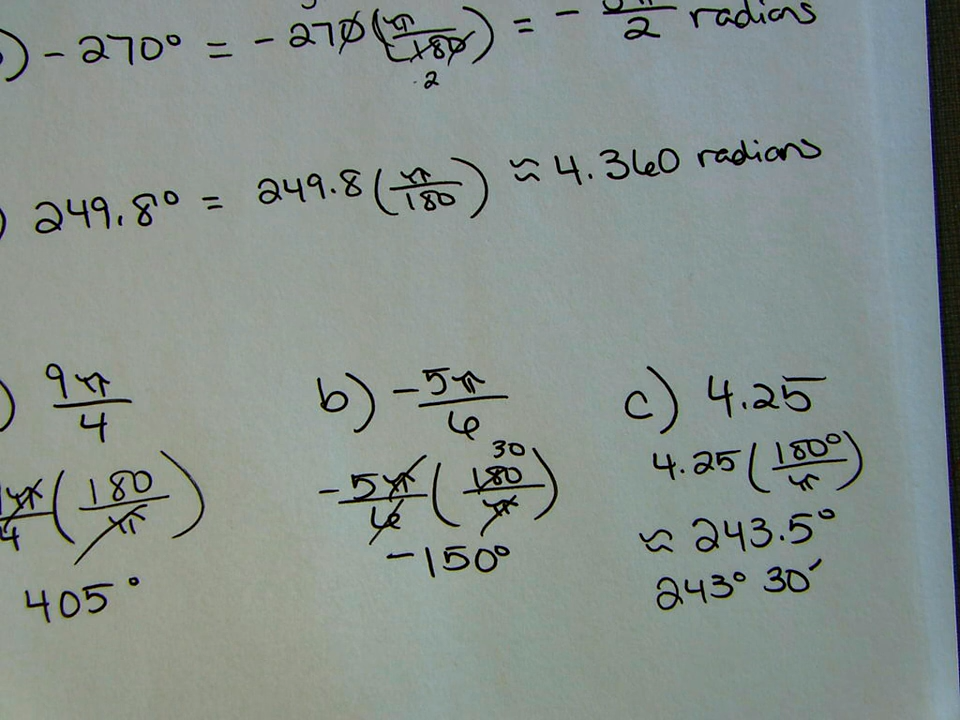 ) -270° = -270(π/180) = - π/2 radians
2
) 249.8° = 249.8(π/180) ≈ 4.360 radians
) 9π/4
π/4(180/π)
405°
b) -5π/6
30
-5π/6(180/π)
-150°
c) 4.25
4.25(180°/π)
≈ 243.5°
243° 30′